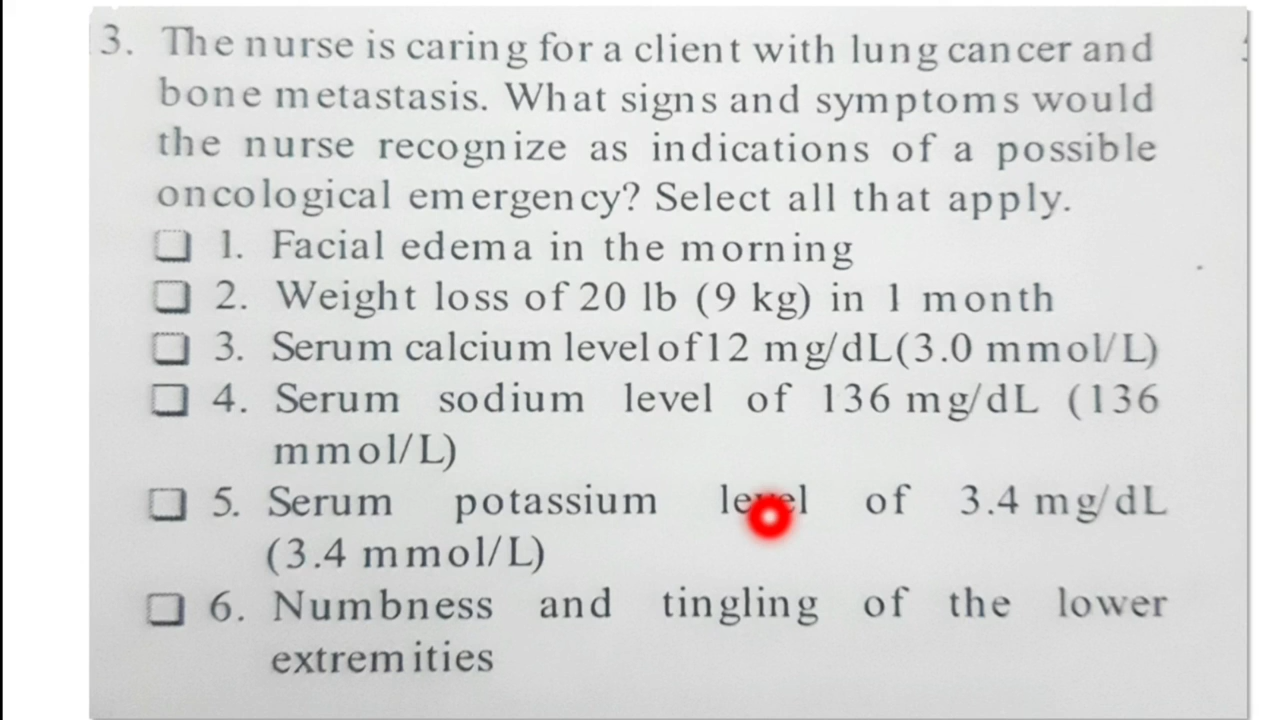 3. The nurse is caring for a client with lung cancer and
bone metastasis. What signs and symptoms would
the nurse recognize as indications of a possible
oncological emergency? Select all that apply.
1. Facial edema in the morning
2. Weight loss of 20 lb (9 kg) in 1 month
3. Serum calcium level of 12 mg/dL (3.0 mmol/L)
4. Serum sodium level of 136 mg/dL (136
mmol/L)
5. Serum potassium level of 3.4 mg/dL
(3.4 mmol/L)
6. Numbness and tingling of the lower
extremities